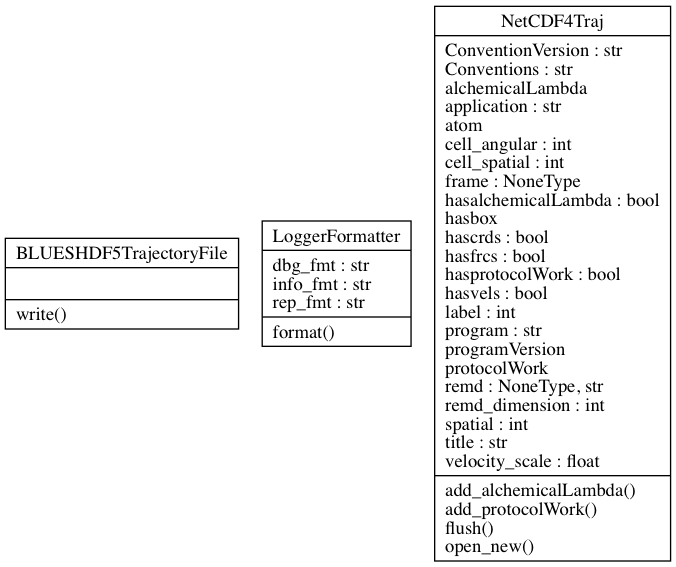 BLUESHDF5TrajectoryFile
write()
LoggerFormatter
dbg_fmt : str
info_fmt : str
rep_fmt : str
format()
NetCDF4Traj
ConventionVersion : str
Conventions : str
alchemicalLambda
application : str
atom
cell_angular : int
cell_spatial : int
frame : NoneType
hasalchemicalLambda : bool
hasbox
hascrds : bool
hasfrcs : bool
hasprotocolWork : bool
hasvels : bool
label : int
program : str
programVersion
protocolWork
remd : NoneType, str
remd_dimension : int
spatial : int
title : str
velocity_scale : float
add_alchemicalLambda()
add_protocolWork()
flush()
open_new()